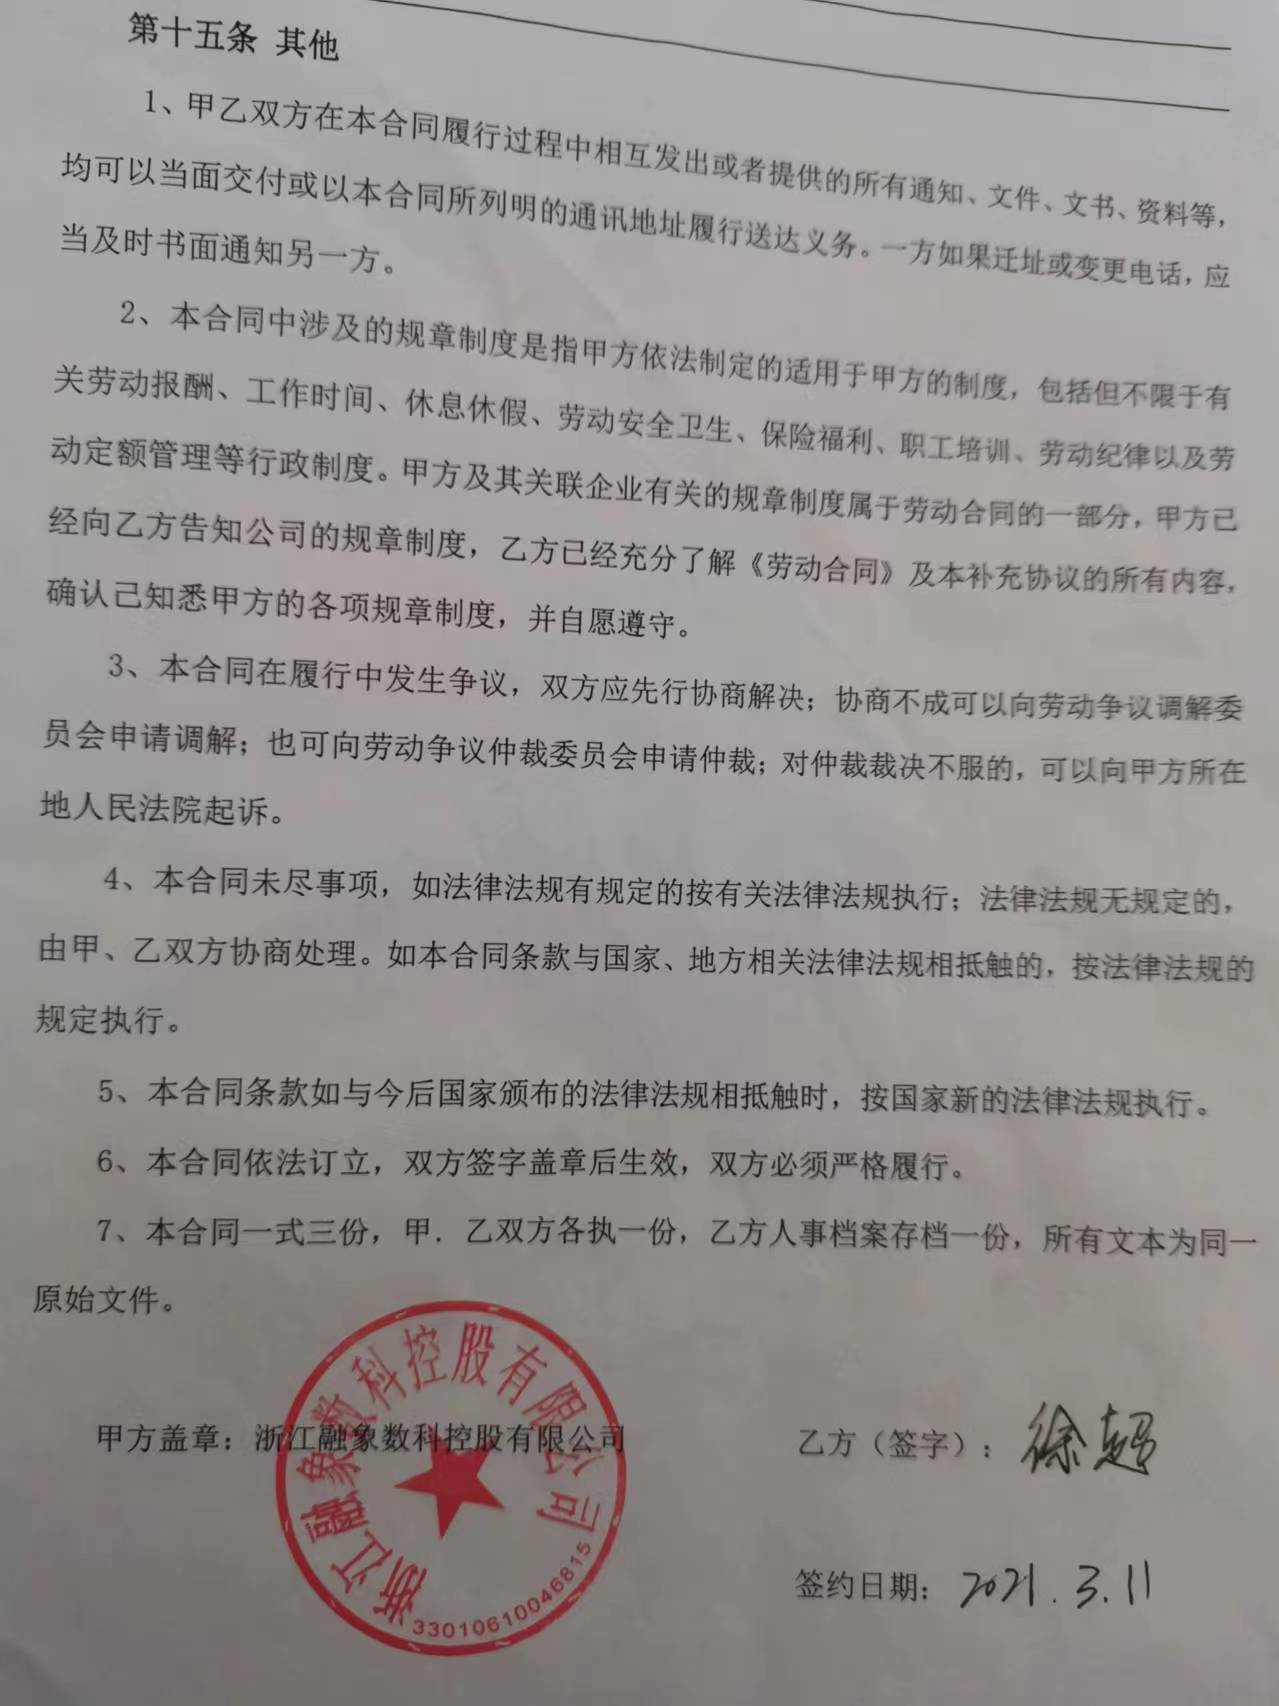 第十五条 其他
1、甲乙双方在本合同履行过程中相互发出或者提供的所有通知、文件、文书、资料等，
均可以当面交付或以本合同所列明的通讯地址履行送达义务。一方如果迁址或变更电话，应
当及时书面通知另一方。
2、本合同中涉及的规章制度是指甲方依法制定的适用于甲方的制度，包括但不限于有
关劳动报酬、工作时间、休息休假、劳动安全卫生、保险福利、职工培训、劳动纪律以及劳
动定额管理等行政制度。甲方及其关联企业有关的规章制度属于劳动合同的一部分，甲方已
经向乙方告知公司的规章制度，乙方已经充分了解《劳动合同》及本补充协议的所有内容，
确认己知悉甲方的各项规章制度，并自愿遵守。
3、本合同在履行中发生争议，双方应先行协商解决；协商不成可以向劳动争议调解委
员会申请调解；也可向劳动争议仲裁委员会申请仲裁；对仲裁裁决不服的，可以向甲方所在
地人民法院起诉。
4、本合同未尽事项，如法律法规有规定的按有关法律法规执行；法律法规无规定的，
由甲、乙双方协商处理。如本合同条款与国家、地方相关法律法规相抵触的，按法律法规的
规定执行。
5、本合同条款如与今后国家颁布的法律法规相抵触时，按国家新的法律法规执行。
6、本合同依法订立，双方签字盖章后生效，双方必须严格履行。
7、本合同一式三份，甲．乙双方各执一份，乙方人事档案存档一份，所有文本为同一
原始文件。
甲方盖章：浙江融象数科控股有限公司
乙方（签字）：徐超
浙江融象数科控股有限公司
33010610046815
签约日期：2021.3.11